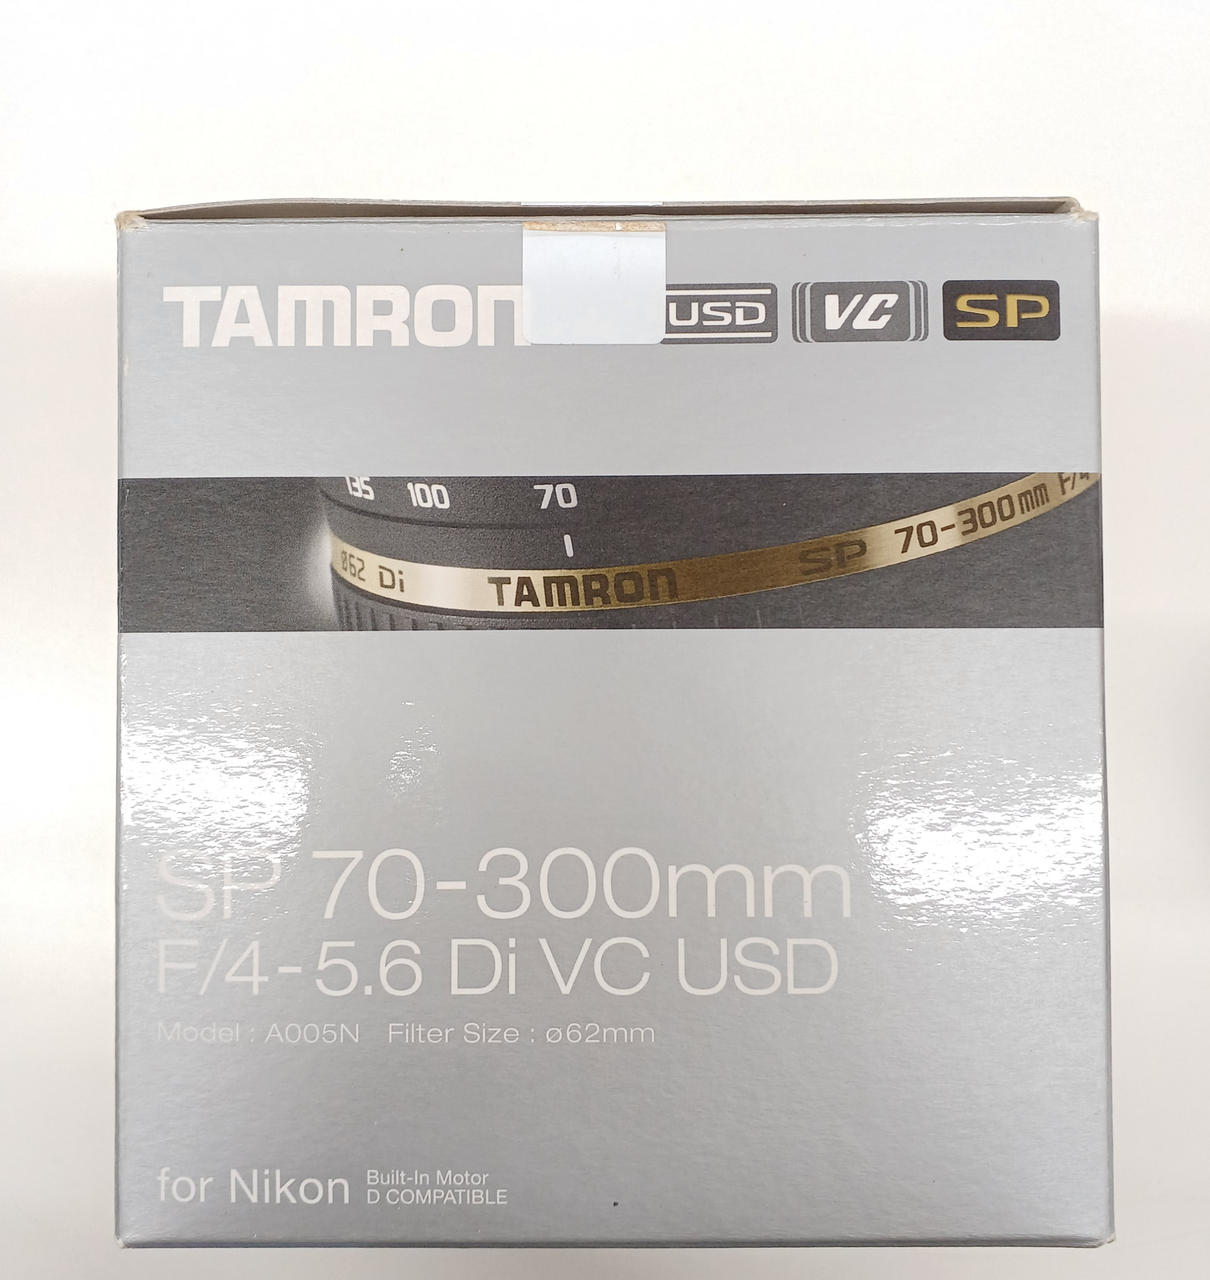 TAMRON USD VC SP
135 100 70
ø62 Di TAMRON SP 70-300mm F/4
SP 70-300mm
F/4-5.6 Di VC USD
Model : A005N Filter Size : ø62mm
for Nikon Built-In Motor
D COMPATIBLE